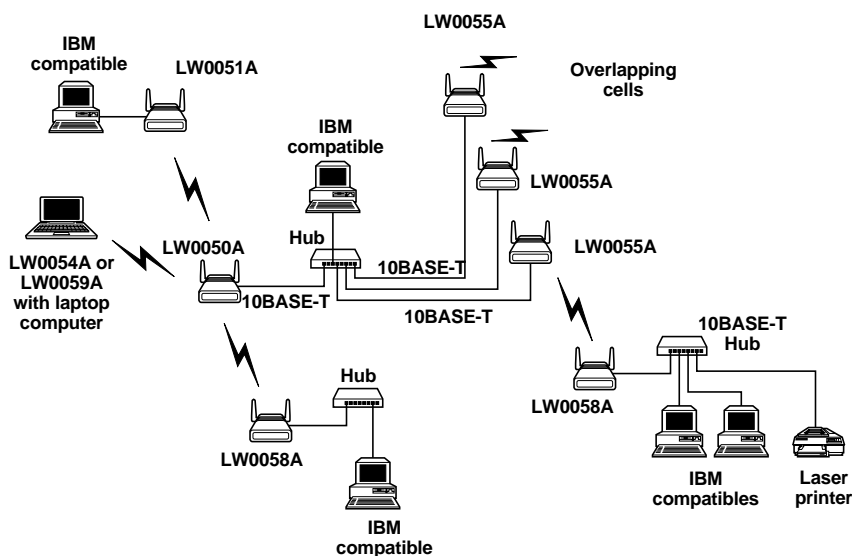 LW0055A
IBM
compatible
LW0051A
Overlapping
cells
IBM
compatible
LW0055A
LW0050A
Hub
LW0055A
LW0054A or
LW0059A
with laptop
computer
10BASE-T
10BASE-T
10BASE-T
10BASE-T
Hub
Hub
LW0058A
LW0058A
IBM
compatibles
Laser
printer
IBM
compatible